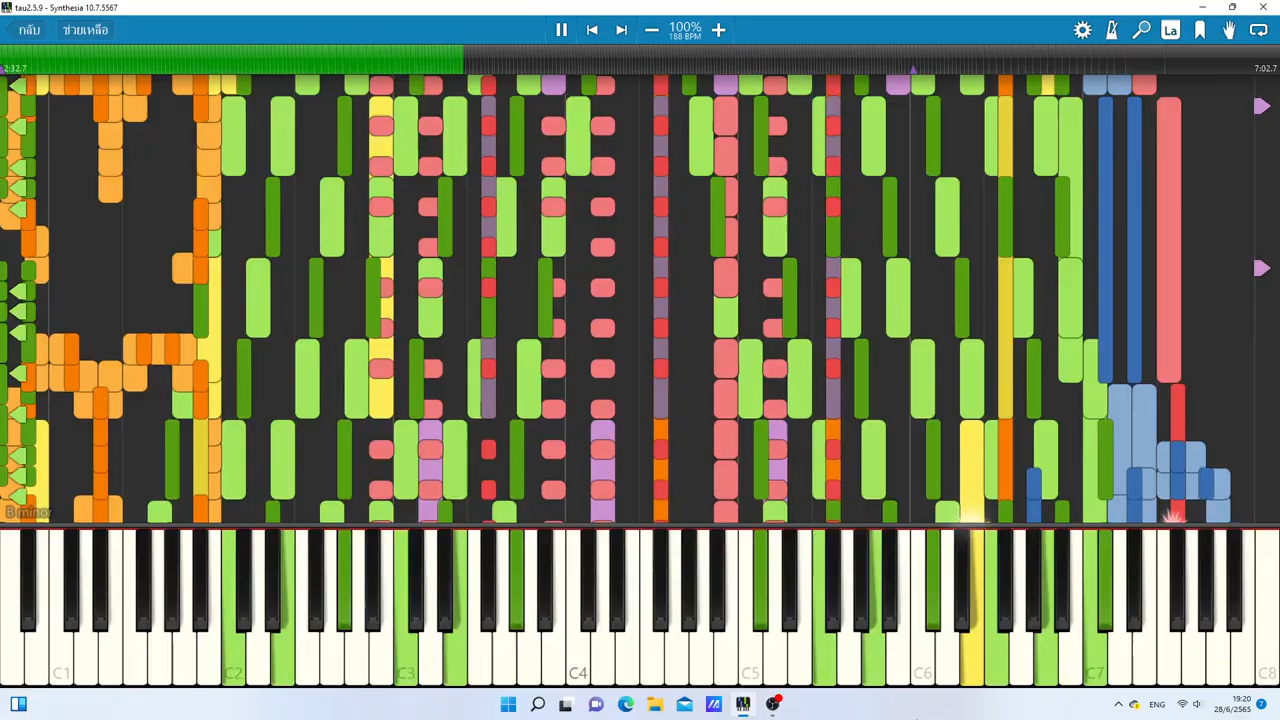 tau2.5.9 - Synthesia 10.7.5567
กลับ ช่วยเหลือ 100% La
188 BPM
2:32.7 7:02.7
B minor
C1 C2 C3 C4 C5 C6 C7 C8
ENG 19:20
28/6/2565 7